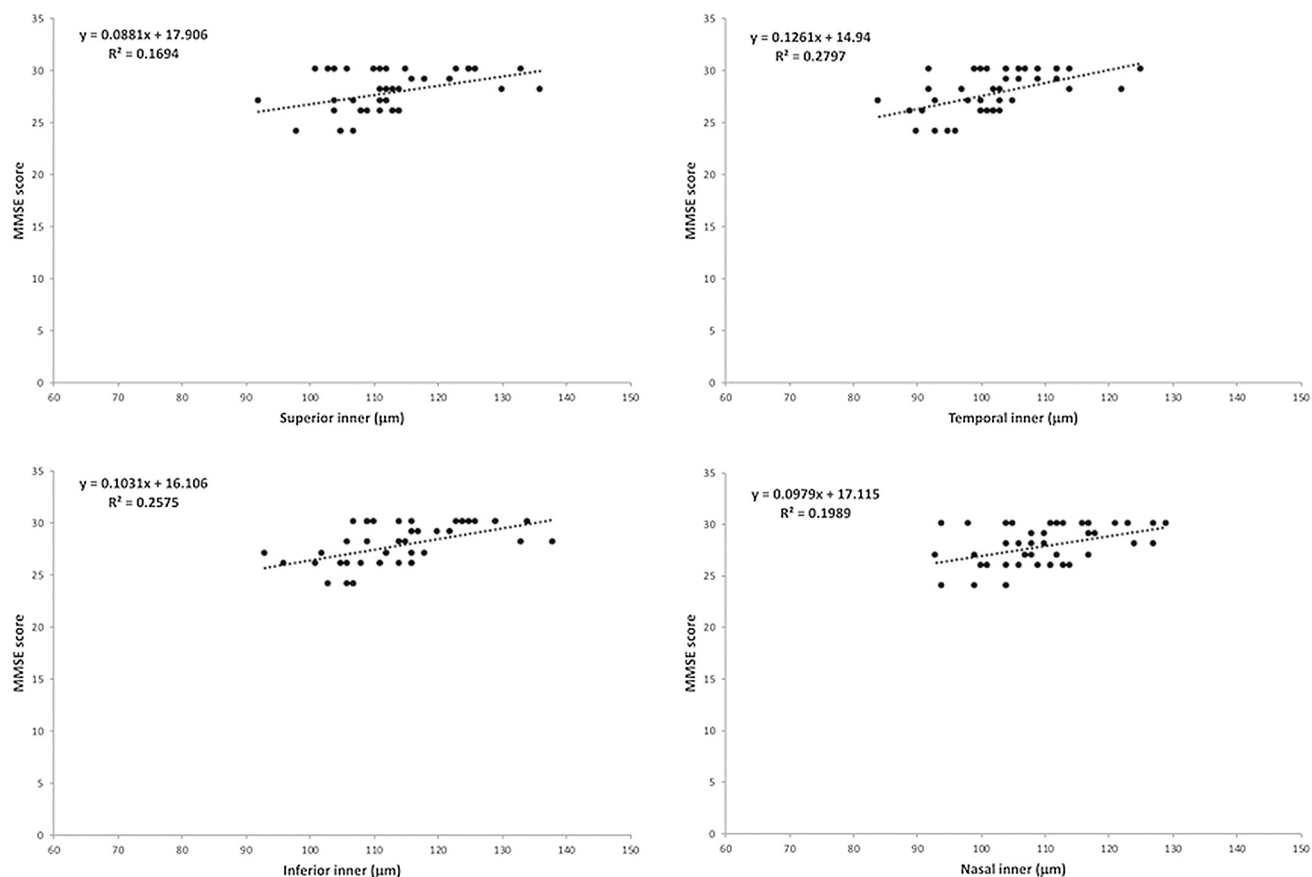 y = 0.0881x + 17.906
R² = 0.1694
35
30
25
20
15
10
5
0
MMSE score
60 70 80 90 100 110 120 130 140 150
Superior inner (µm)
y = 0.1261x + 14.94
R² = 0.2797
35
30
25
20
15
10
5
0
MMSE score
60 70 80 90 100 110 120 130 140 150
Temporal inner (µm)
y = 0.1031x + 16.106
R² = 0.2575
35
30
25
20
15
10
5
0
MMSE score
60 70 80 90 100 110 120 130 140 150
Inferior inner (µm)
y = 0.0979x + 17.115
R² = 0.1989
35
30
25
20
15
10
5
0
MMSE score
60 70 80 90 100 110 120 130 140 150
Nasal inner (µm)